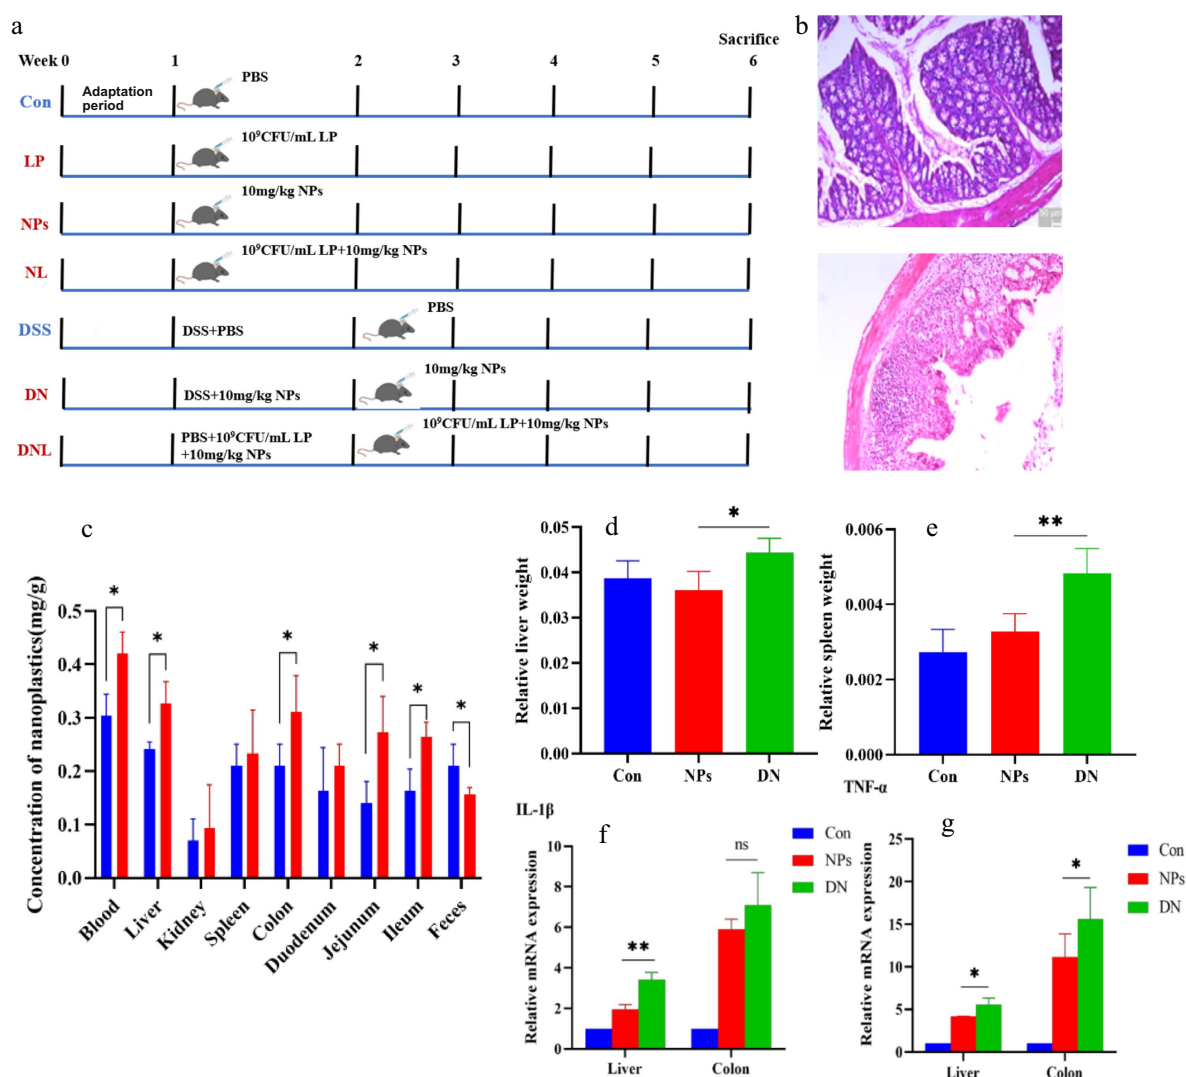 a
Sacrifice
Week 0 1 2 3 4 5 6
Con
Adaptation
period
PBS
LP
10⁹CFU/mL LP
NPs
10mg/kg NPs
NL
10⁹CFU/mL LP+10mg/kg NPs
DSS
DSS+PBS
PBS
DN
DSS+10mg/kg NPs
10mg/kg NPs
DNL
PBS+10⁹CFU/mL LP
+10mg/kg NPs
10⁹CFU/mL LP+10mg/kg NPs
b
50 μm
c
Concentration of nanoplastics(mg/g)
0.5
0.4
0.3
0.2
0.1
0.0
* * * * * *
Blood Liver Kidney Spleen Colon Duodenum Jejunum Ileum Feces
d
Relative liver weight
0.05
0.04
0.03
0.02
0.01
0.00
*
Con NPs DN
e
Relative spleen weight
0.006
0.004
0.002
0.000
**
Con NPs DN
IL-1β
f
Relative mRNA expression
10
8
6
4
2
0
**
ns
Liver Colon
Con
NPs
DN
TNF-α
g
Relative mRNA expression
25
20
15
10
5
0
*
*
Liver Colon
Con
NPs
DN